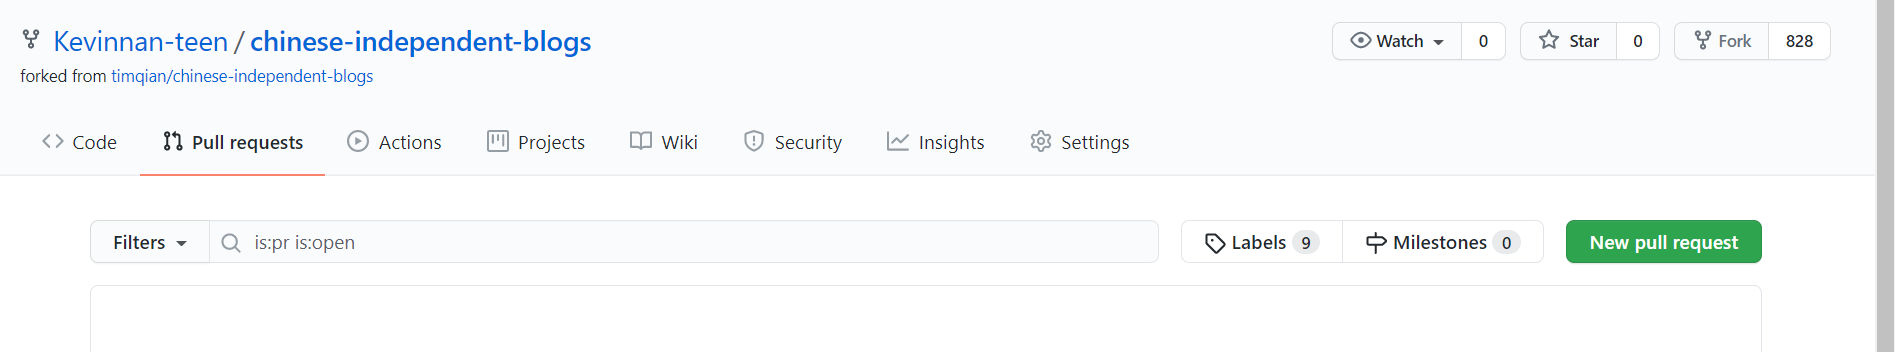 Kevinnan-teen / chinese-independent-blogs
Watch 0 Star 0 Fork 828
forked from timqian/chinese-independent-blogs
Code Pull requests Actions Projects Wiki Security Insights Settings
Filters is:pr is:open Labels 9 Milestones 0 New pull request